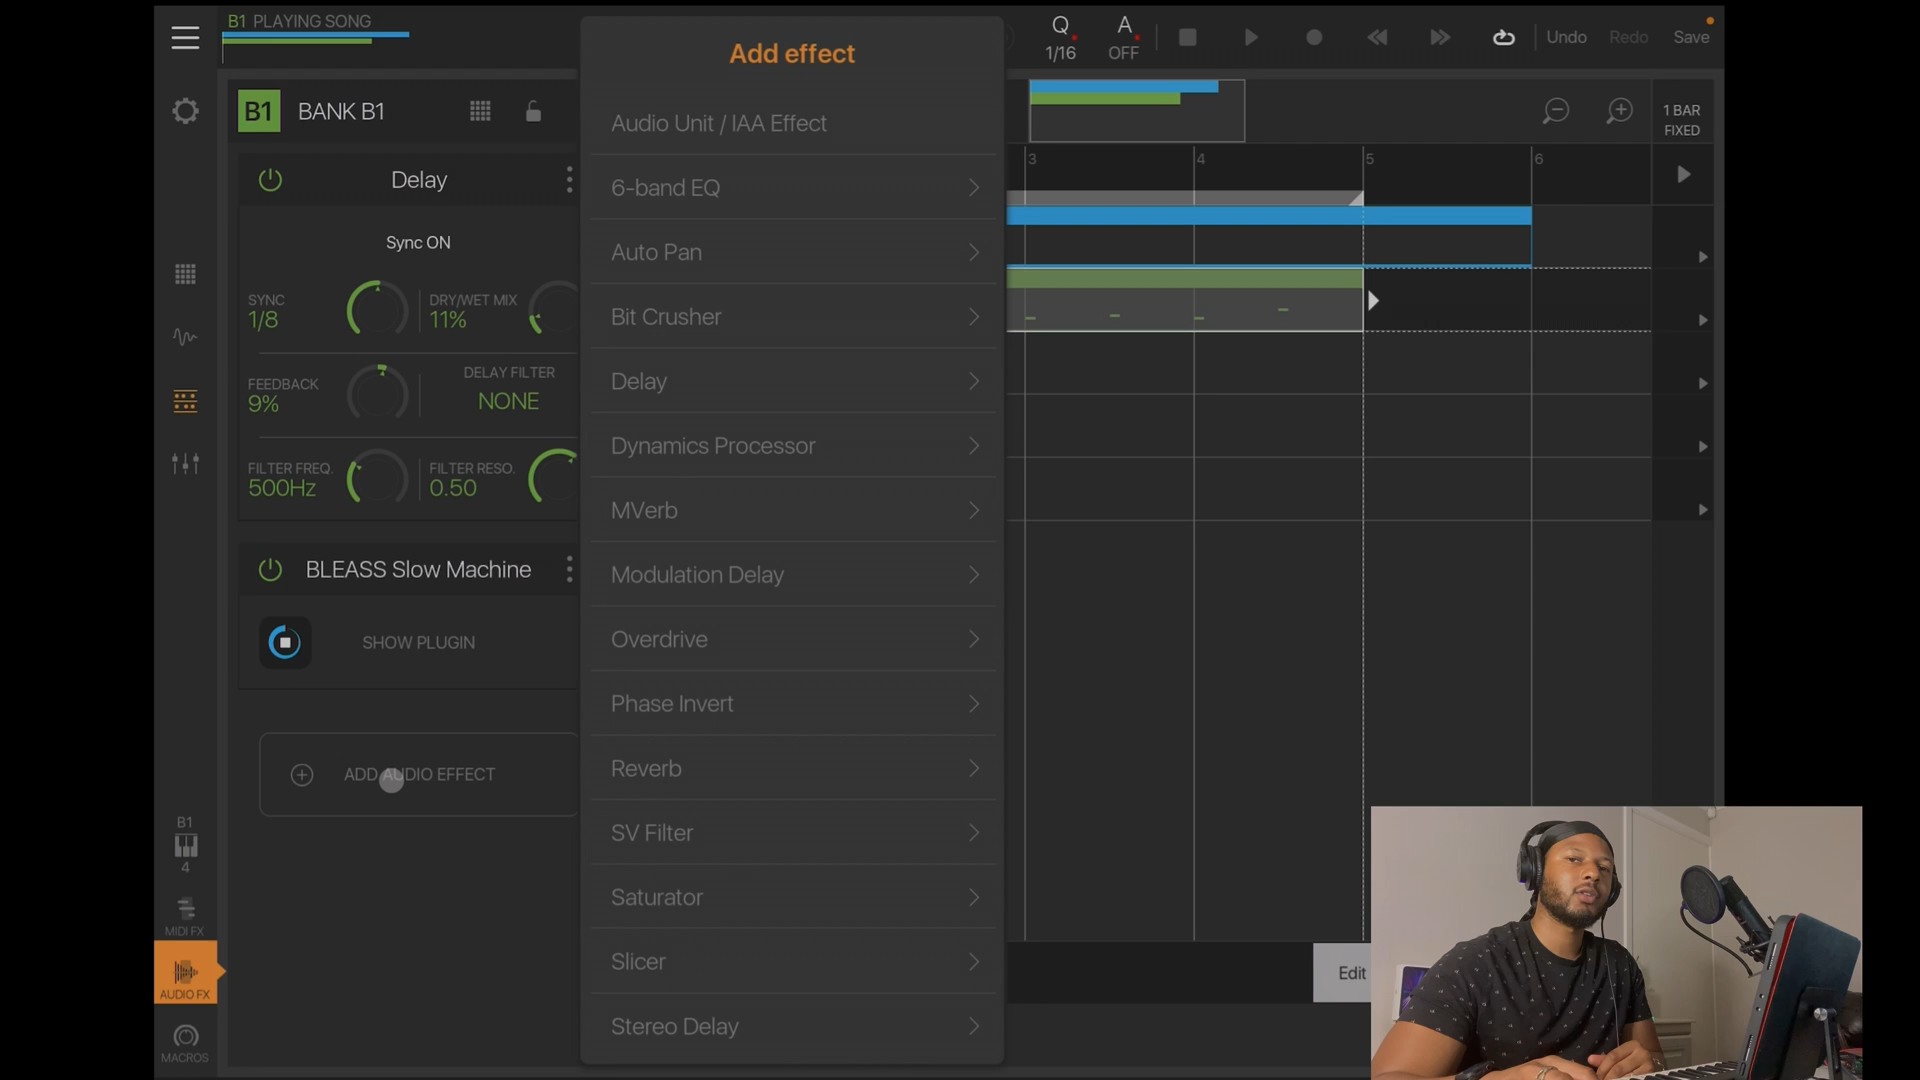 B1 PLAYING SONG
Q
1/16
A
OFF
Undo
Redo
Save
B1
BANK B1
Delay
Sync ON
SYNC
1/8
DRY/WET MIX
11%
FEEDBACK
9%
DELAY FILTER
NONE
FILTER FREQ.
500Hz
FILTER RESO.
0.50
BLEASS Slow Machine
SHOW PLUGIN
ADD AUDIO EFFECT
B1
4
MIDI FX
AUDIO FX
MACROS
Add effect
Audio Unit / IAA Effect
6-band EQ
Auto Pan
Bit Crusher
Delay
Dynamics Processor
MVerb
Modulation Delay
Overdrive
Phase Invert
Reverb
SV Filter
Saturator
Slicer
Stereo Delay
1 BAR
FIXED
3
4
5
6
Edit